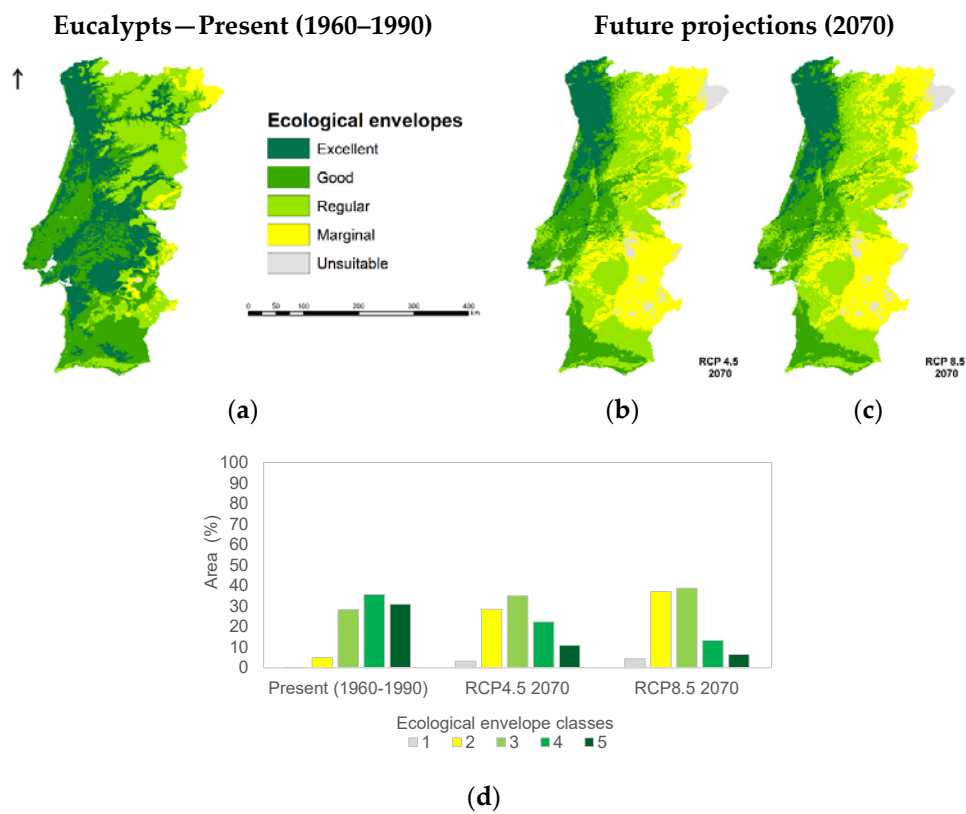 Eucalypts—Present (1960–1990)
Future projections (2070)
↑
Ecological envelopes
Excellent
Good
Regular
Marginal
Unsuitable
0 25 50 100 200 300 400
km
RCP 4.5
2070
RCP 8.5
2070
(a)
(b)
(c)
100
90
80
70
60
50
40
30
20
10
0
Area (%)
Present (1960-1990)
RCP4.5 2070
RCP8.5 2070
Ecological envelope classes
1 2 3 4 5
(d)